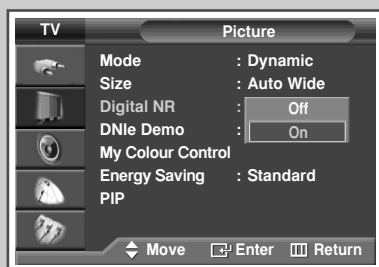 TV Picture
Mode : Dynamic
Size : Auto Wide
Digital NR : Off
DNIe Demo : On
My Colour Control
Energy Saving : Standard
PIP
Move Enter Return